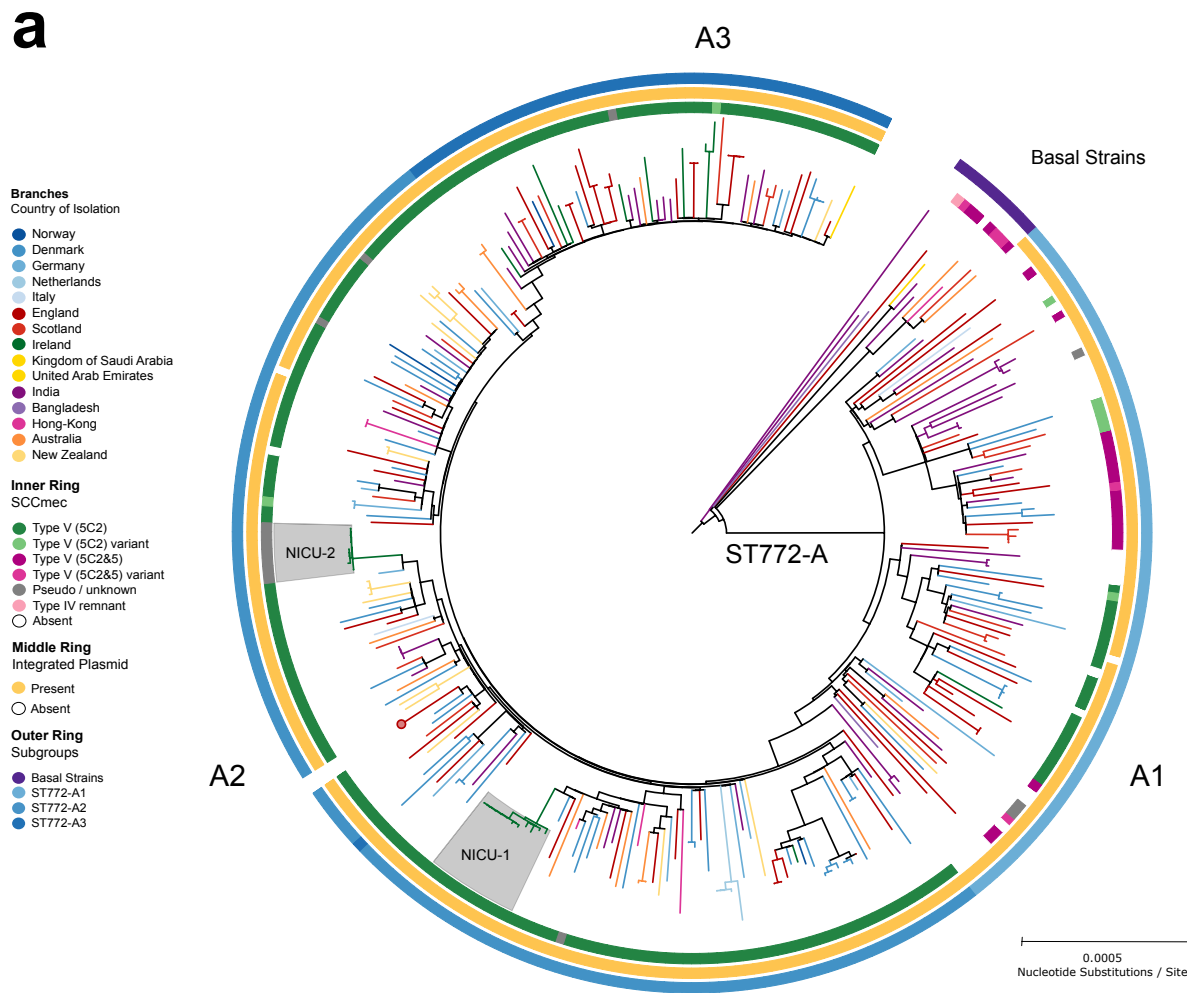 a
A3
Basal Strains
Branches
Country of Isolation
Norway
Denmark
Germany
Netherlands
Italy
England
Scotland
Ireland
Kingdom of Saudi Arabia
United Arab Emirates
India
Bangladesh
Hong-Kong
Australia
New Zealand
Inner Ring
SCCmec
Type V (5C2)
Type V (5C2) variant
Type V (5C2&5)
Type V (5C2&5) variant
Pseudo / unknown
Type IV remnant
Absent
Middle Ring
Integrated Plasmid
Present
Absent
Outer Ring
Subgroups
Basal Strains
ST772-A1
ST772-A2
ST772-A3
NICU-2
ST772-A
A2
A1
NICU-1
0.0005
Nucleotide Substitutions / Site